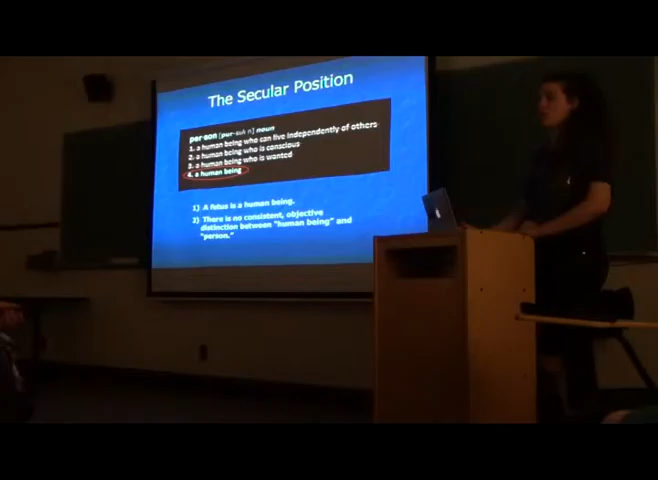 The Secular Position
per·son [pur-suh n] noun
1. a human being who can live independently of others
2. a human being who is conscious
3. a human being who is wanted
4. a human being
1) A fetus is a human being.
2) There is no consistent, objective
distinction between "human being" and
"person."